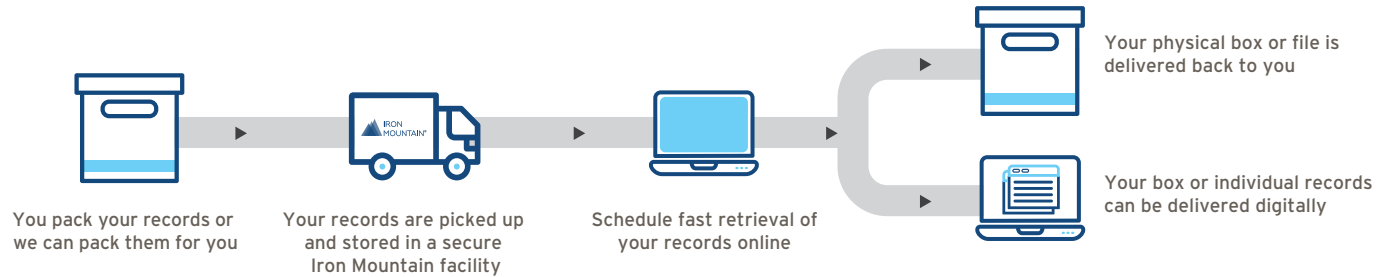 IRON
MOUNTAIN®
You pack your records or
we can pack them for you
Your records are picked up
and stored in a secure
Iron Mountain facility
Schedule fast retrieval of
your records online
Your physical box or file is
delivered back to you
Your box or individual records
can be delivered digitally